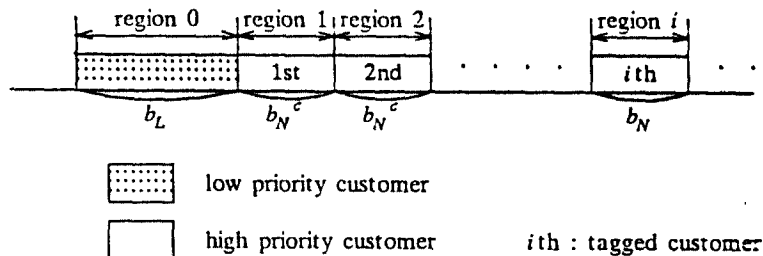 region 0 region 1 region 2 region i
1st 2nd . . . . ith . .
b_L b_N^c b_N^c b_N
low priority customer
high priority customer ith : tagged customer